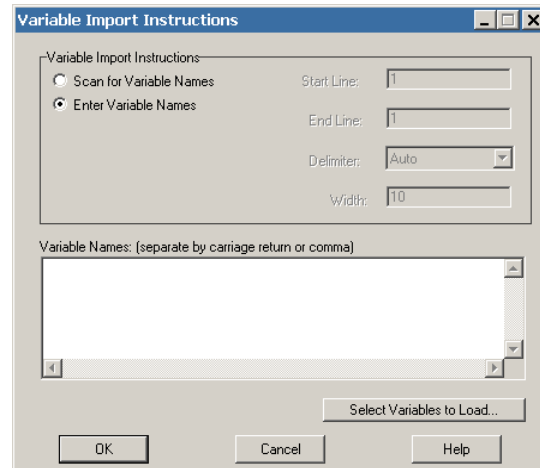 Variable Import Instructions
Variable Import Instructions
Scan for Variable Names
Start Line: 1
Enter Variable Names
End Line: 1
Delimiter: Auto
Width: 10
Variable Names: (separate by carriage return or comma)
Select Variables to Load...
OK Cancel Help